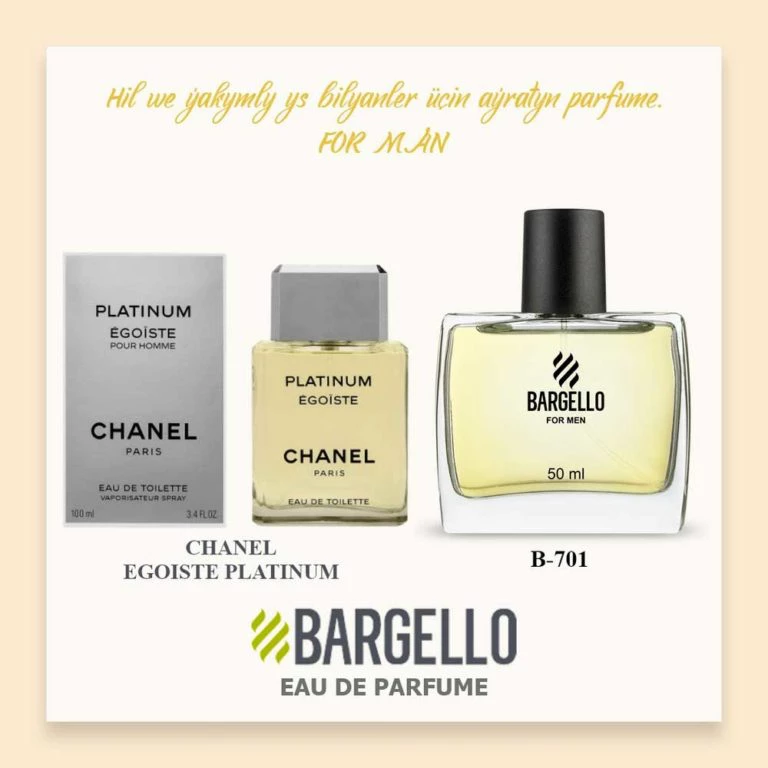 Hil we ýakymly ys bilyanler üçin aýratyn parfume.
FOR MAN
PLATINUM
ÉGOÏSTE
POUR HOMME
CHANEL
PARIS
EAU DE TOILETTE
VAPORISATEUR SPRAY
100 ml 3.4 FL.OZ.
PLATINUM
ÉGOÏSTE
CHANEL
PARIS
EAU DE TOILETTE
BARGELLO
FOR MEN
50 ml
CHANEL
EGOISTE PLATINUM
B-701
BARGELLO
EAU DE PARFUME